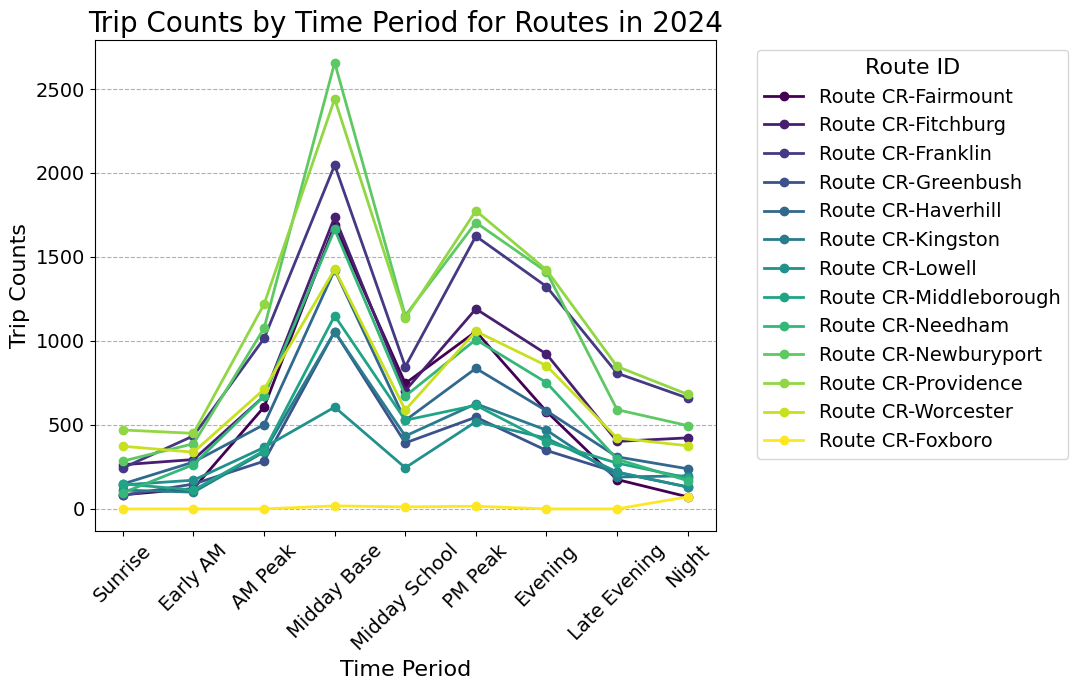 Trip Counts by Time Period for Routes in 2024
Trip Counts
2500
2000
1500
1000
500
0
Sunrise
Early AM
AM Peak
Midday Base
Midday School
PM Peak
Evening
Late Evening
Night
Time Period
Route ID
Route CR-Fairmount
Route CR-Fitchburg
Route CR-Franklin
Route CR-Greenbush
Route CR-Haverhill
Route CR-Kingston
Route CR-Lowell
Route CR-Middleborough
Route CR-Needham
Route CR-Newburyport
Route CR-Providence
Route CR-Worcester
Route CR-Foxboro